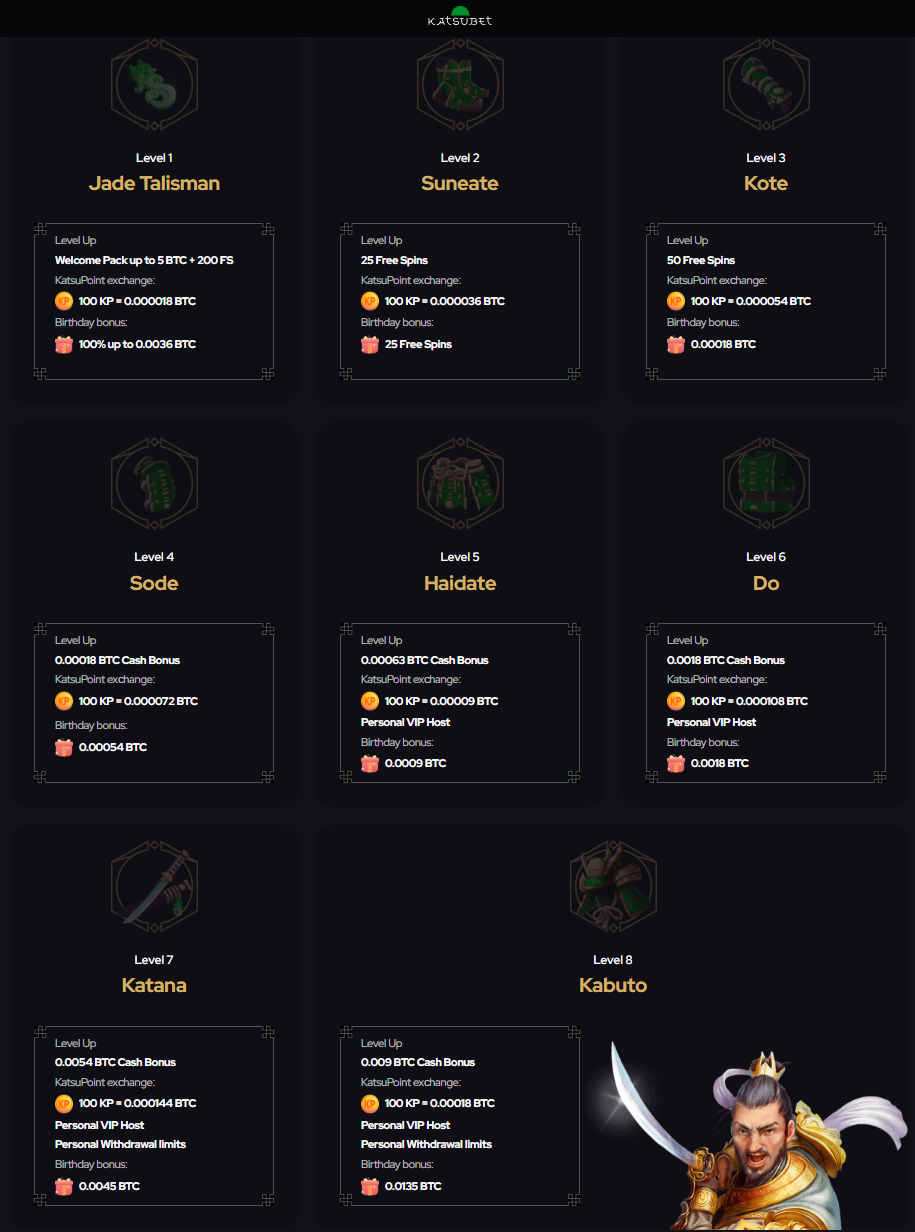 KATSUBET
Level 1
Jade Talisman
Level Up
Welcome Pack up to 5 BTC + 200 FS
KatsuPoint exchange:
KP 100 KP = 0.000018 BTC
Birthday bonus:
100% up to 0.0036 BTC
Level 2
Suneate
Level Up
25 Free Spins
KatsuPoint exchange:
KP 100 KP = 0.000036 BTC
Birthday bonus:
25 Free Spins
Level 3
Kote
Level Up
50 Free Spins
KatsuPoint exchange:
KP 100 KP = 0.000054 BTC
Birthday bonus:
0.00018 BTC
Level 4
Sode
Level Up
0.00018 BTC Cash Bonus
KatsuPoint exchange:
KP 100 KP = 0.000072 BTC
Birthday bonus:
0.00054 BTC
Level 5
Haidate
Level Up
0.00063 BTC Cash Bonus
KatsuPoint exchange:
KP 100 KP = 0.00009 BTC
Personal VIP Host
Birthday bonus:
0.0009 BTC
Level 6
Do
Level Up
0.0018 BTC Cash Bonus
KatsuPoint exchange:
KP 100 KP = 0.000108 BTC
Personal VIP Host
Birthday bonus:
0.0018 BTC
Level 7
Katana
Level Up
0.0054 BTC Cash Bonus
KatsuPoint exchange:
KP 100 KP = 0.000144 BTC
Personal VIP Host
Personal Withdrawal limits
Birthday bonus:
0.0045 BTC
Level 8
Kabuto
Level Up
0.009 BTC Cash Bonus
KatsuPoint exchange:
KP 100 KP = 0.00018 BTC
Personal VIP Host
Personal Withdrawal limits
Birthday bonus:
0.0135 BTC